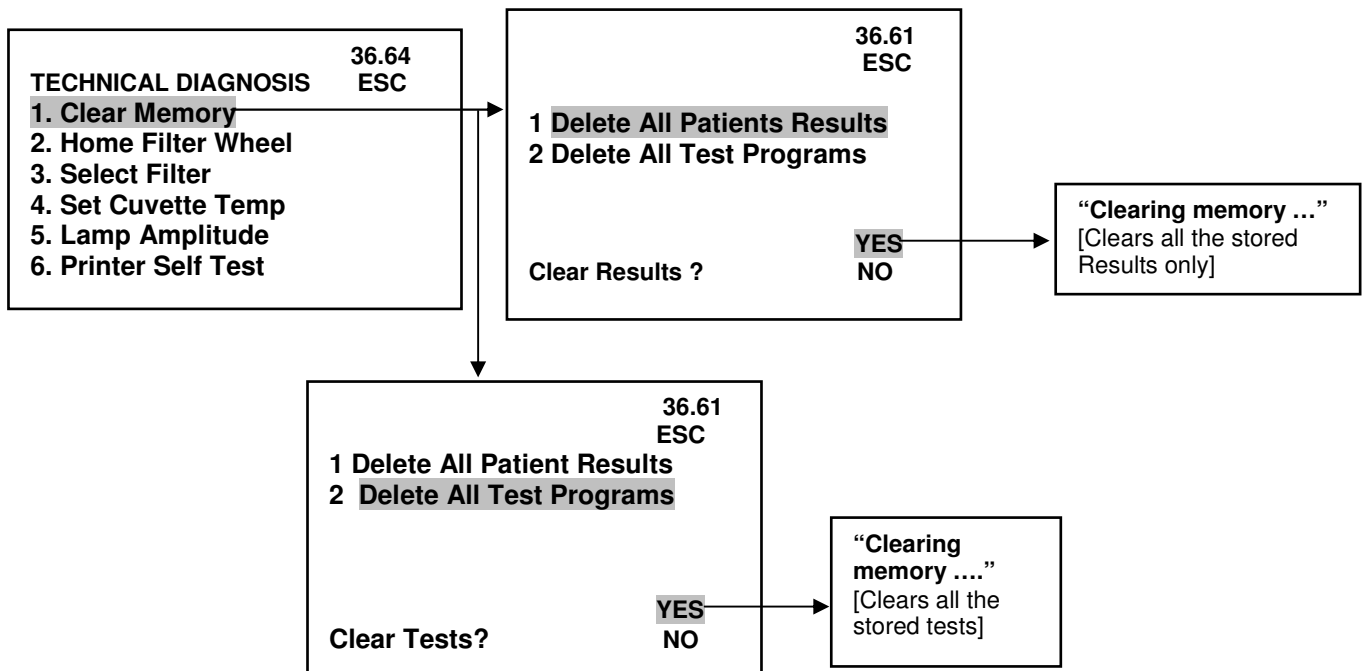 36.64
TECHNICAL DIAGNOSIS ESC
1. Clear Memory
2. Home Filter Wheel
3. Select Filter
4. Set Cuvette Temp
5. Lamp Amplitude
6. Printer Self Test
36.61
ESC
1 Delete All Patients Results
2 Delete All Test Programs
YES
Clear Results ? NO
“Clearing memory …”
[Clears all the stored
Results only]
36.61
ESC
1 Delete All Patient Results
2 Delete All Test Programs
YES
Clear Tests? NO
“Clearing
memory ….”
[Clears all the
stored tests]